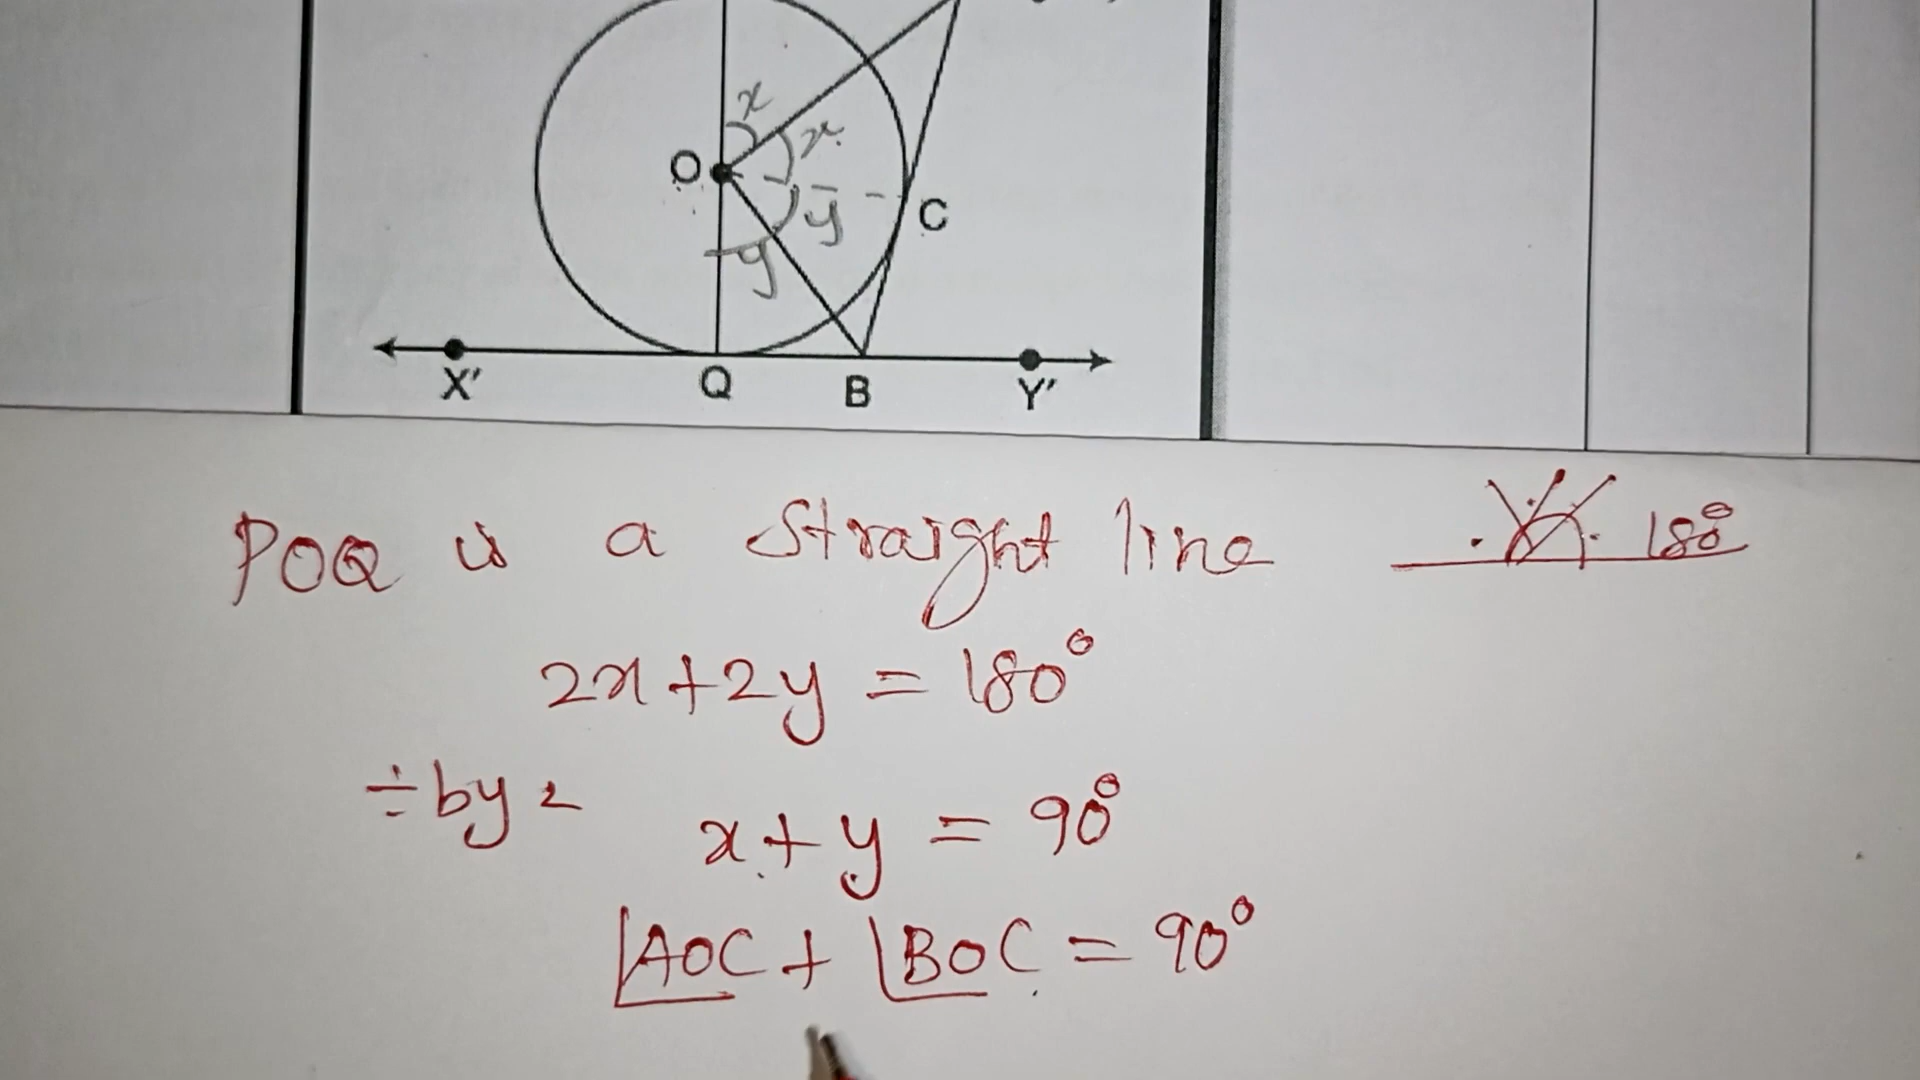 x
x
O
y
C
y
X' Q B Y'
POQ is a straight line 180°
2x+2y = 180°
÷ by 2
x+y = 90°
∠AOC + ∠BOC = 90°